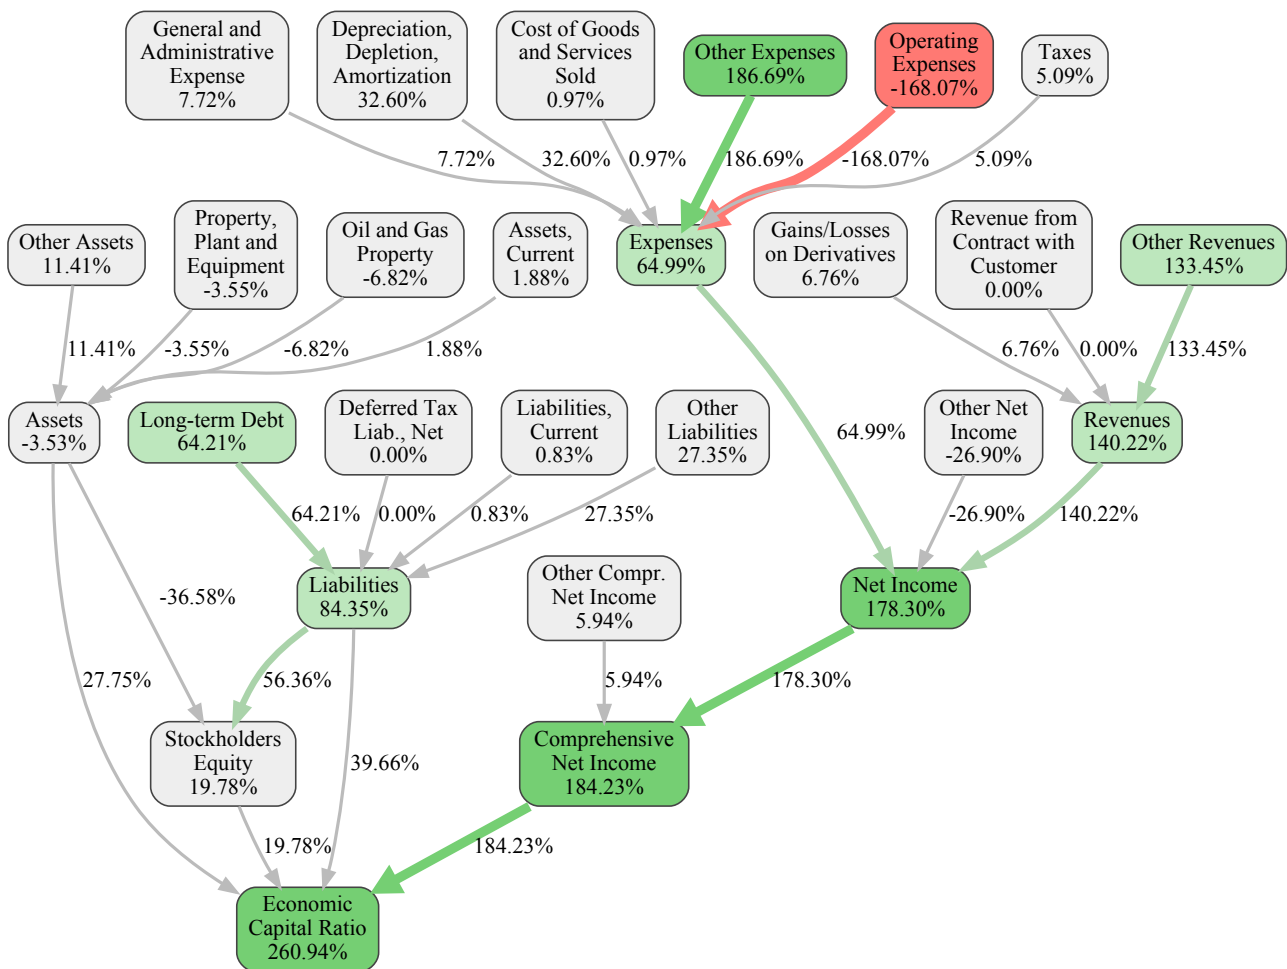 General and
Administrative
Expense
7.72%
Depreciation,
Depletion,
Amortization
32.60%
Cost of Goods
and Services
Sold
0.97%
Other Expenses
186.69%
Operating
Expenses
-168.07%
Taxes
5.09%
7.72%
32.60%
0.97%
186.69%
-168.07%
5.09%
Other Assets
11.41%
Property,
Plant and
Equipment
-3.55%
Oil and Gas
Property
-6.82%
Assets,
Current
1.88%
Expenses
64.99%
Gains/Losses
on Derivatives
6.76%
Revenue from
Contract with
Customer
0.00%
Other Revenues
133.45%
11.41%
-3.55%
-6.82%
1.88%
6.76%
0.00%
133.45%
Assets
-3.53%
Long-term Debt
64.21%
Deferred Tax
Liab., Net
0.00%
Liabilities,
Current
0.83%
Other
Liabilities
27.35%
64.99%
Other Net
Income
-26.90%
Revenues
140.22%
64.21%
0.00%
0.83%
27.35%
-26.90%
140.22%
-36.58%
Liabilities
84.35%
Other Compr.
Net Income
5.94%
Net Income
178.30%
27.75%
56.36%
5.94%
178.30%
Stockholders
Equity
19.78%
39.66%
Comprehensive
Net Income
184.23%
19.78%
184.23%
Economic
Capital Ratio
260.94%